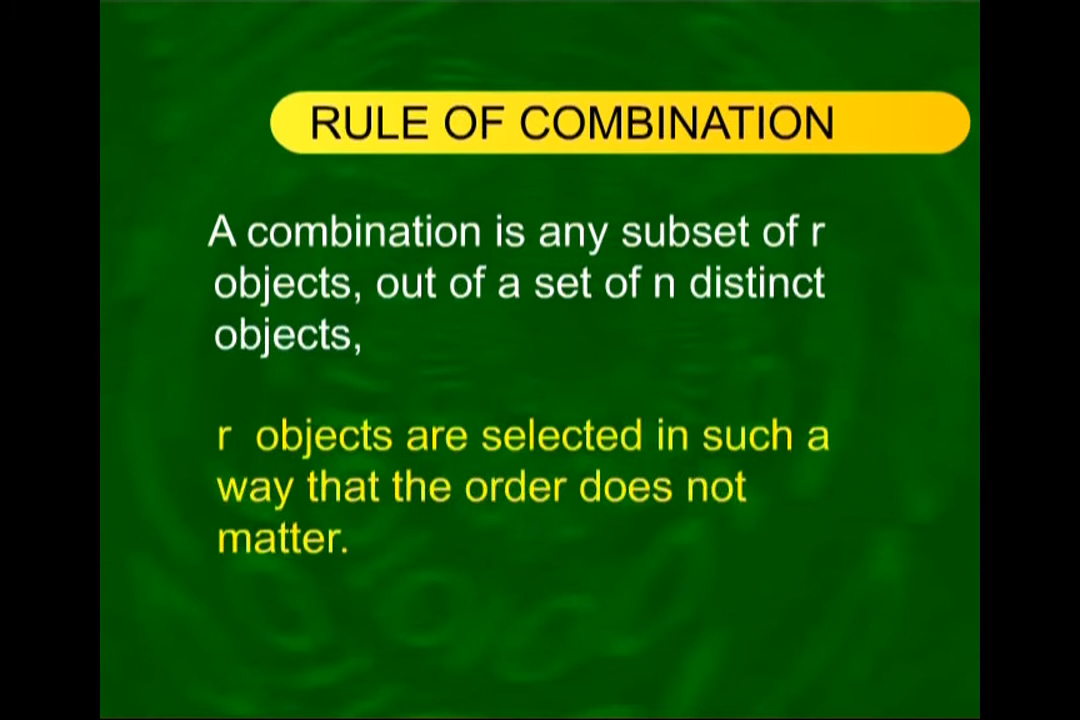 RULE OF COMBINATION
A combination is any subset of r
objects, out of a set of n distinct
objects,
r objects are selected in such a
way that the order does not
matter.